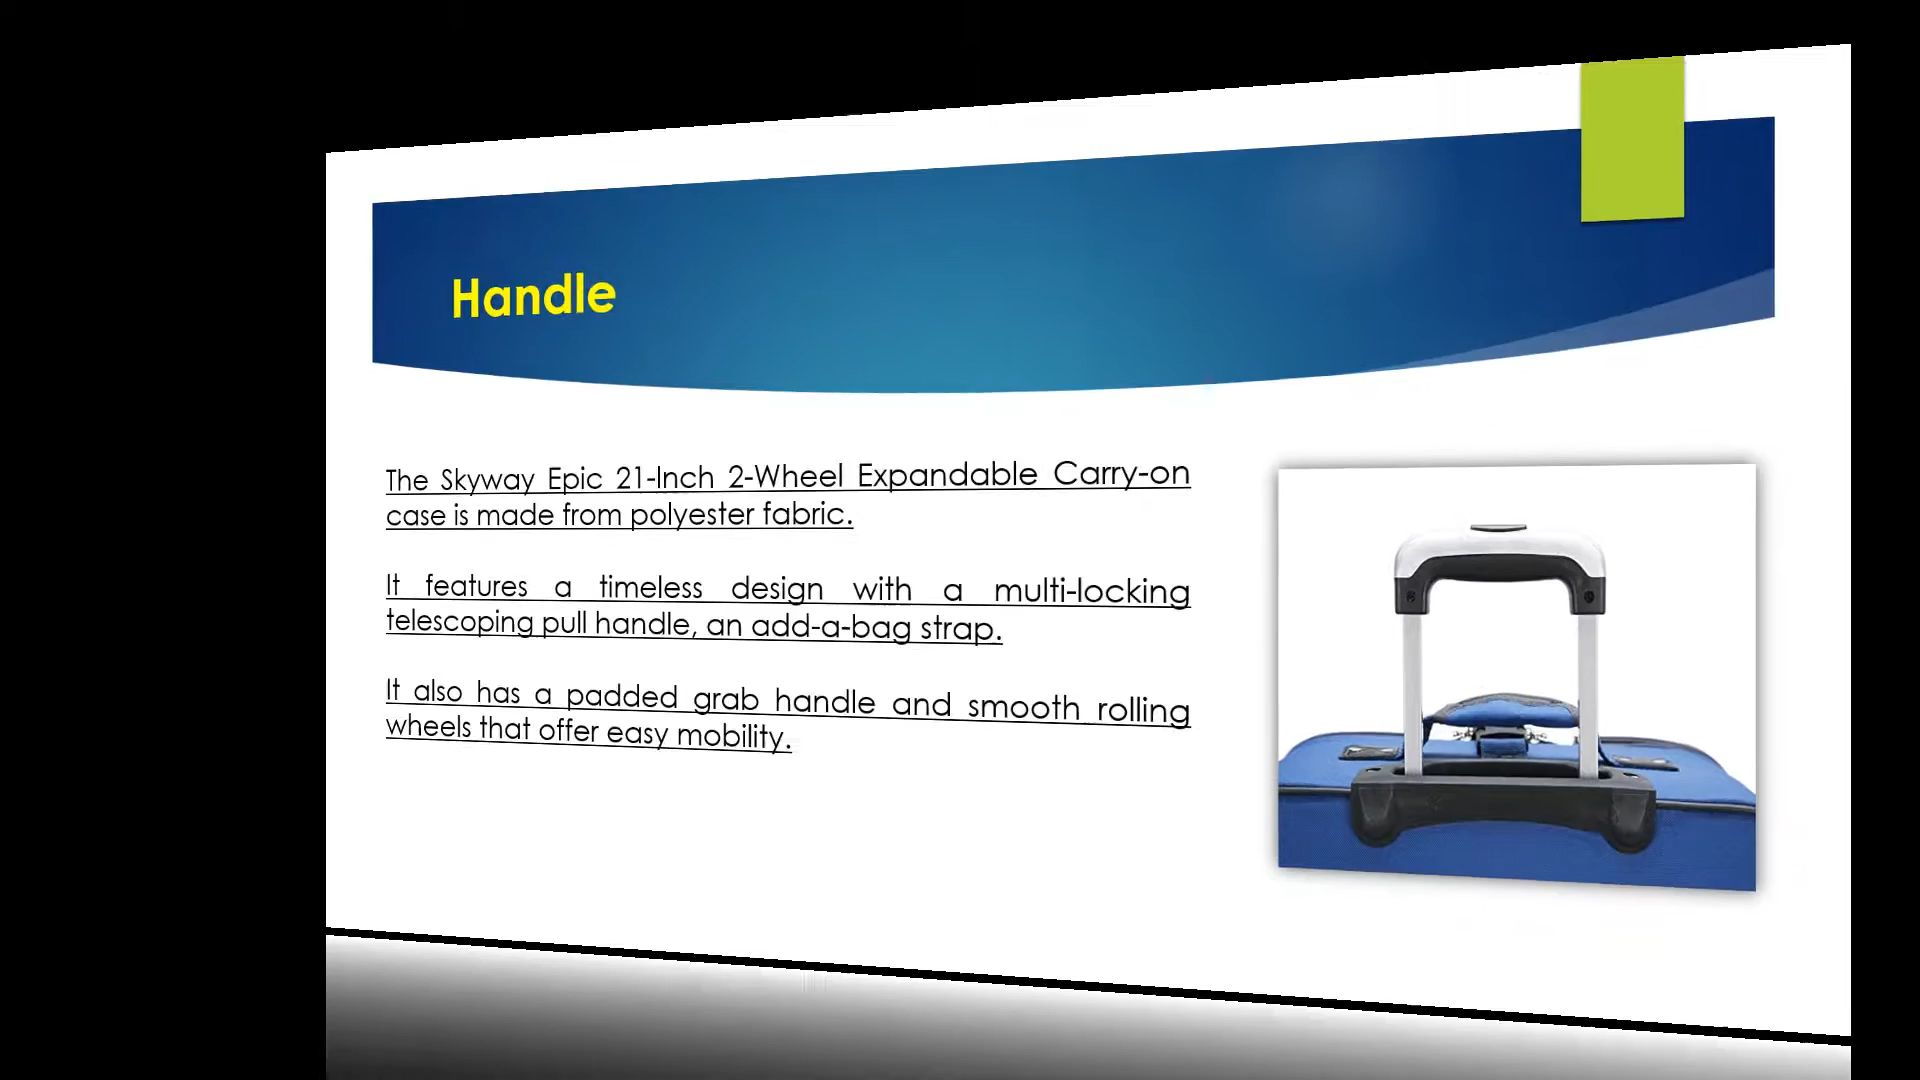 Handle
The Skyway Epic 21-Inch 2-Wheel Expandable Carry-on
case is made from polyester fabric.
It features a timeless design with a multi-locking
telescoping pull handle, an add-a-bag strap.
It also has a padded grab handle and smooth rolling
wheels that offer easy mobility.